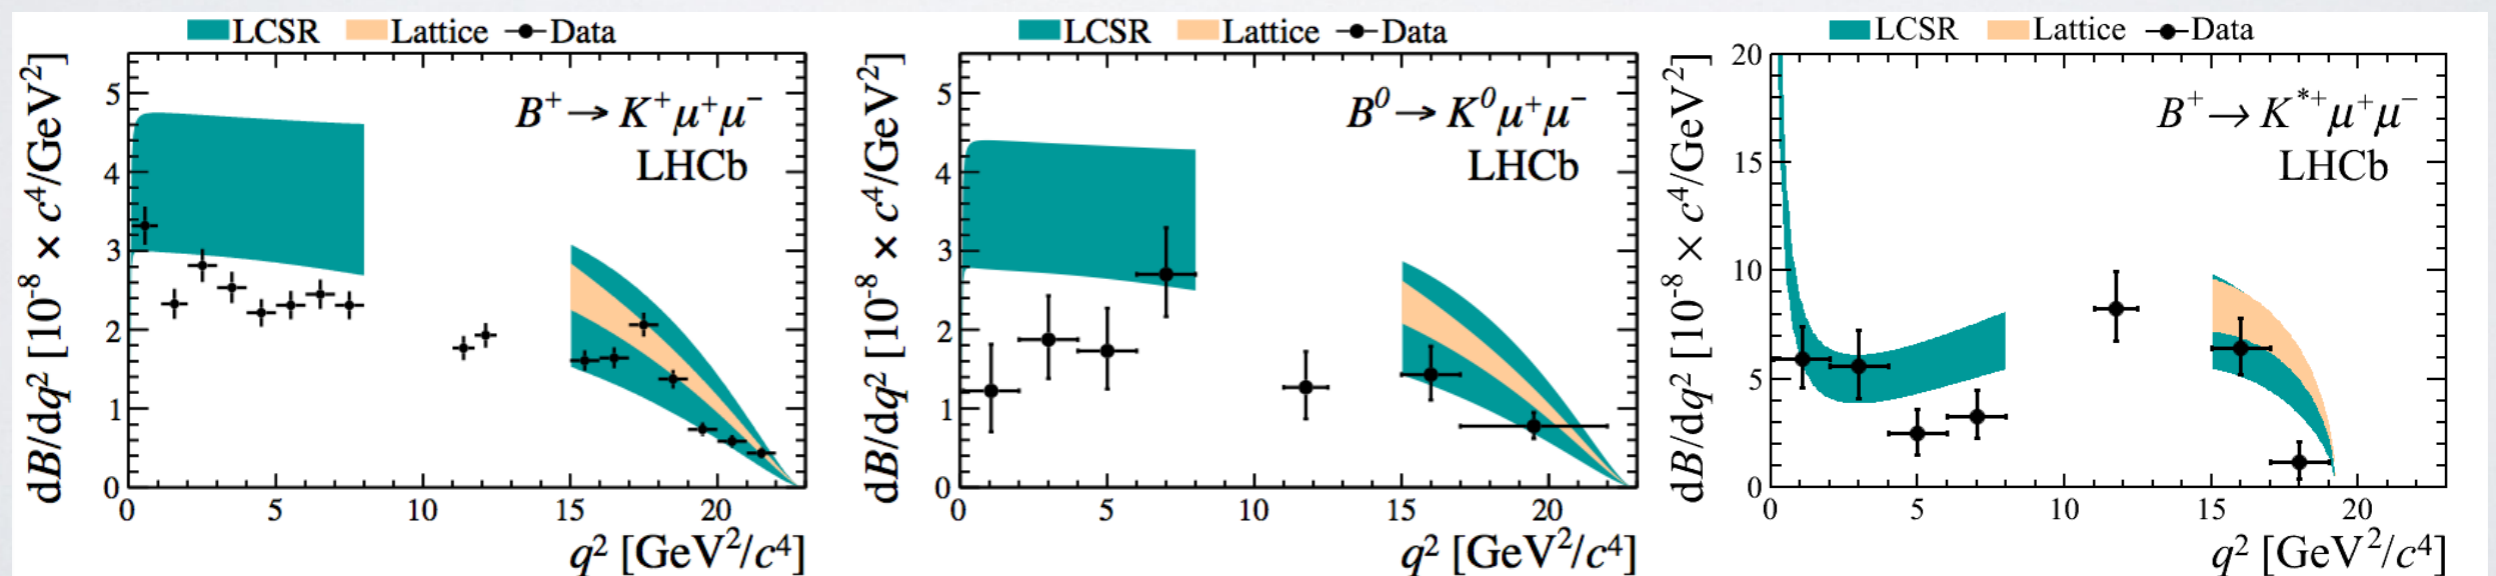 LCSR Lattice Data
dB/dq² [10⁻⁸ × c⁴/GeV²]
5
4
3
2
1
0
B⁺ → K⁺μ⁺μ⁻
LHCb
0 5 10 15 20
q² [GeV²/c⁴]
LCSR Lattice Data
dB/dq² [10⁻⁸ × c⁴/GeV²]
5
4
3
2
1
0
B⁰ → K⁰μ⁺μ⁻
LHCb
0 5 10 15 20
q² [GeV²/c⁴]
LCSR Lattice Data
dB/dq² [10⁻⁸ × c⁴/GeV²]
20
15
10
5
0
B⁺ → K*⁺μ⁺μ⁻
LHCb
0 5 10 15 20
q² [GeV²/c⁴]